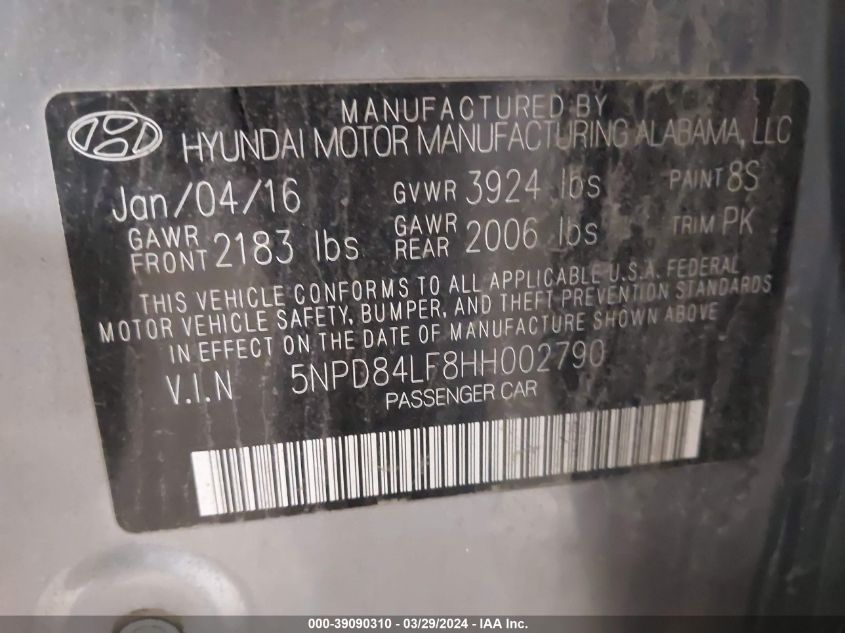 MANUFACTURED BY
HYUNDAI MOTOR MANUFACTURING ALABAMA, LLC
Jan/04/16 GVWR 3924 lbs PAINT 8S
GAWR FRONT 2183 lbs GAWR REAR 2006 lbs TRIM PK
THIS VEHICLE CONFORMS TO ALL APPLICABLE U.S.A. FEDERAL
MOTOR VEHICLE SAFETY, BUMPER, AND THEFT PREVENTION STANDARDS
IN EFFECT ON THE DATE OF MANUFACTURE SHOWN ABOVE
V.I.N 5NPD84LF8HH002790
PASSENGER CAR
000-39090310 - 03/29/2024 - IAA Inc.